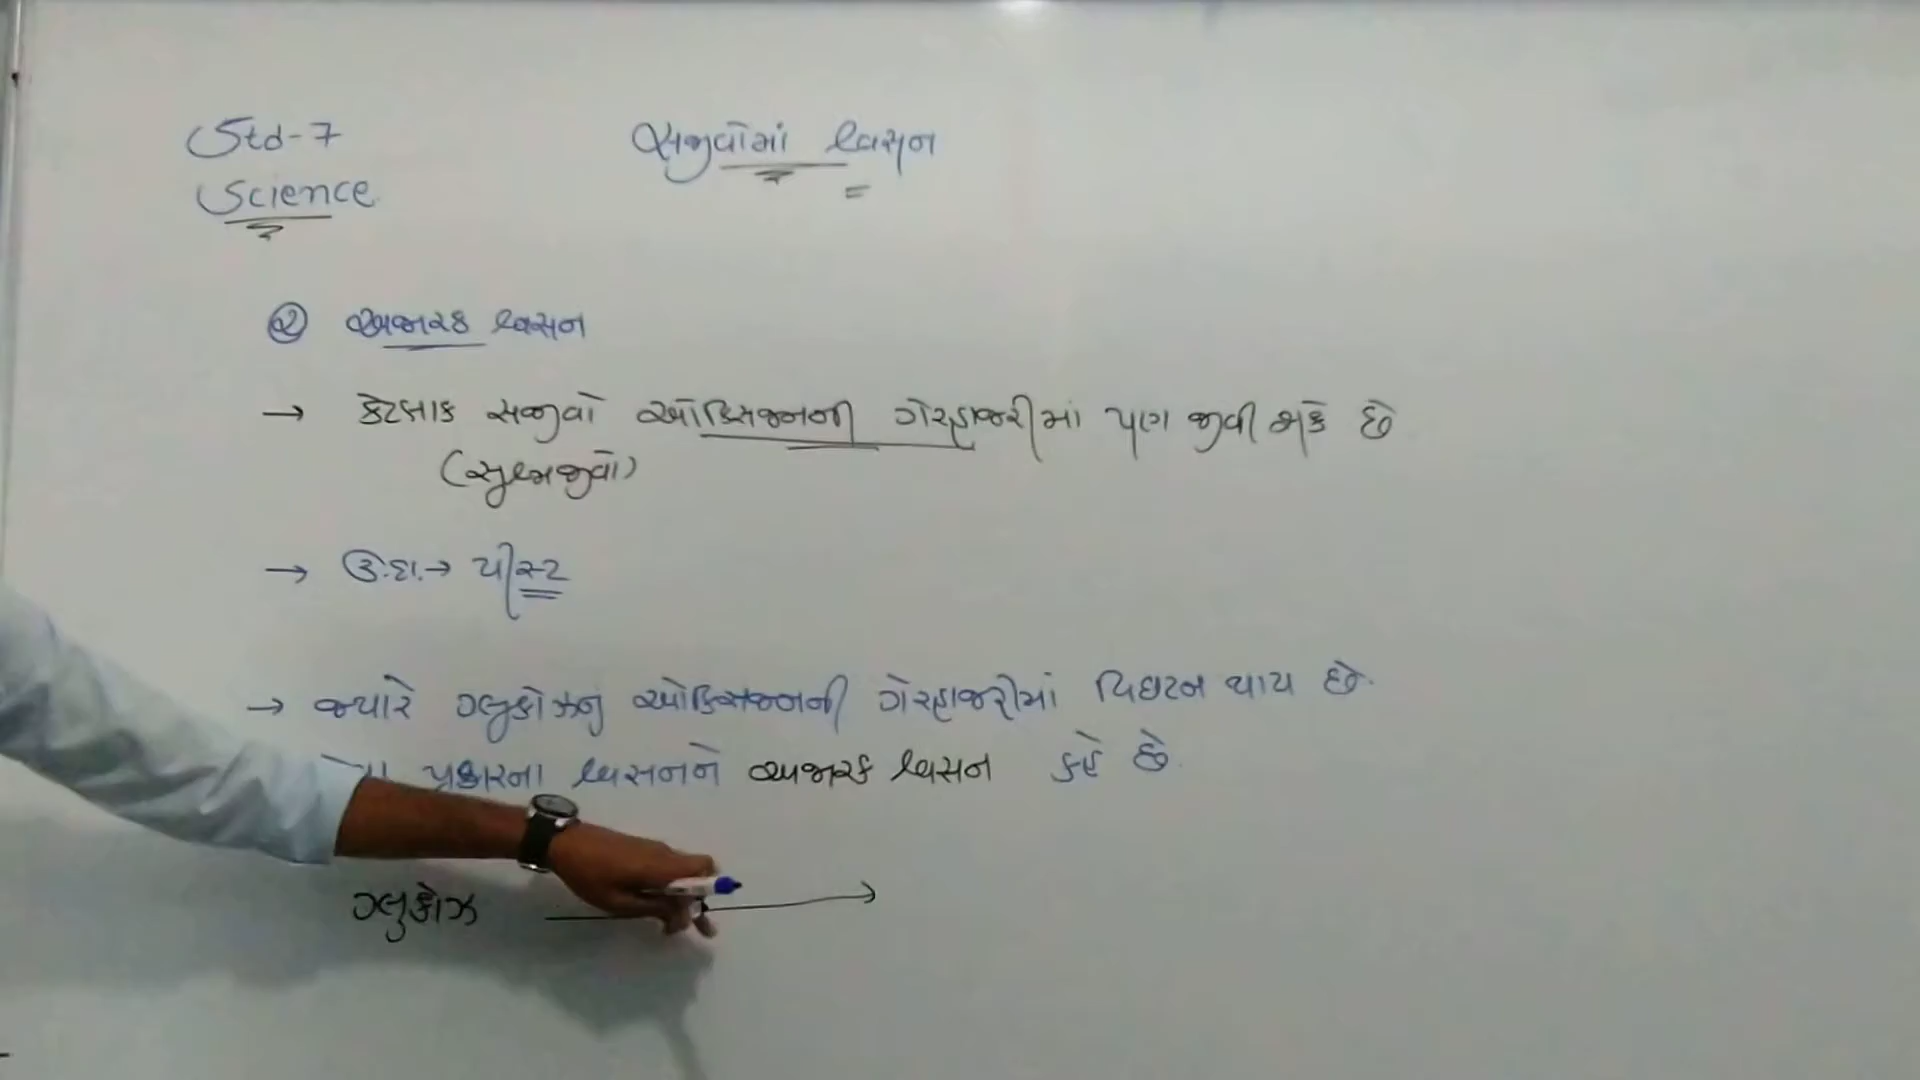 Std-7
Science
સજીવોમાં શ્વસન
② અજારક શ્વસન
→ કેટલાક સજીવો ઓક્સિજનની ગેરહાજરીમાં પણ જીવી શકે છે
(સુક્ષ્મજીવો)
→ ઉ.દા.→ યીસ્ટ
→ જ્યારે ગ્લુકોઝનું ઓક્સિજનની ગેરહાજરીમાં વિઘટન થાય છે.
પ્રકારના શ્વસનને અજારક શ્વસન કહે છે.
ગ્લુકોઝ →